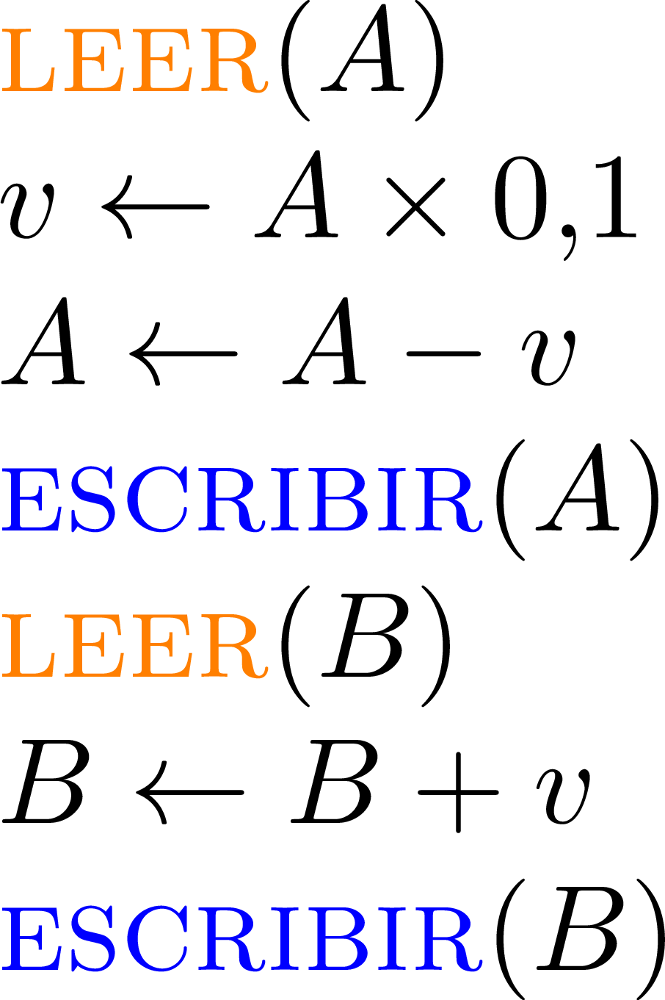 LEER(A)
v ← A × 0,1
A ← A − v
ESCRIBIR(A)
LEER(B)
B ← B + v
ESCRIBIR(B)